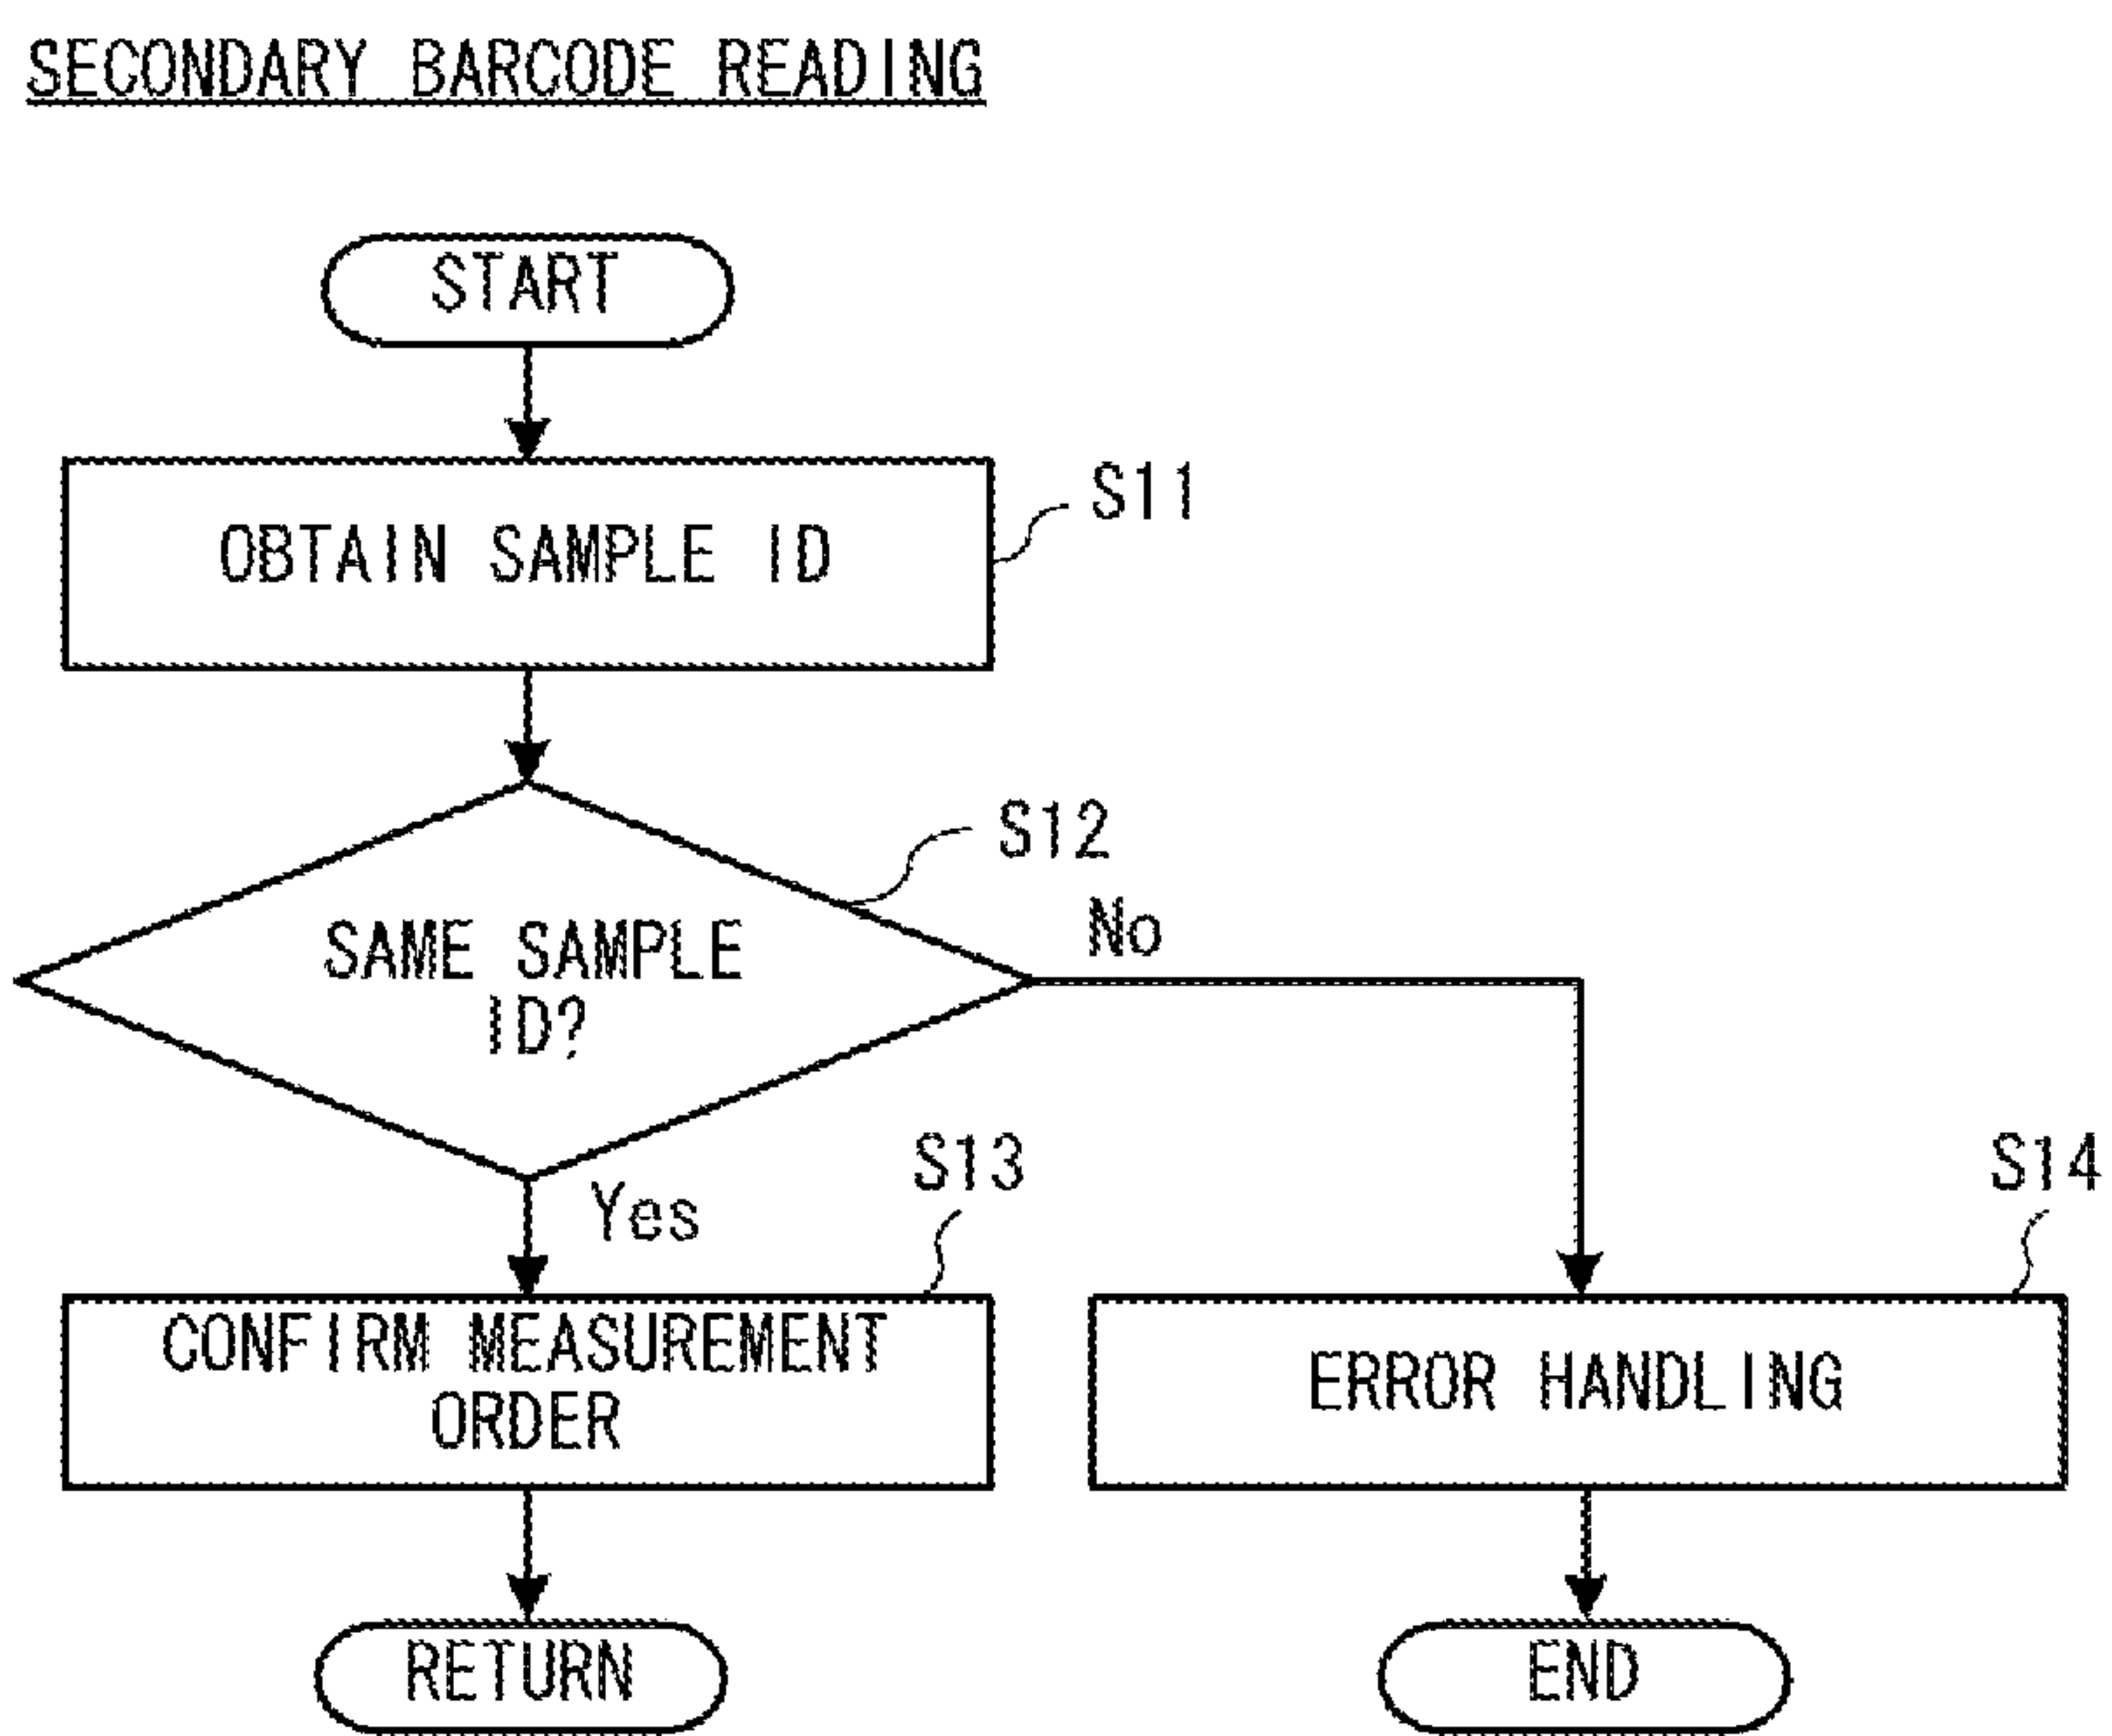 SECONDARY BARCODE READING
START
OBTAIN SAMPLE ID
S11
S12
SAME SAMPLE
ID?
No
Yes
S13
S14
CONFIRM MEASUREMENT
ORDER
ERROR HANDLING
RETURN
END